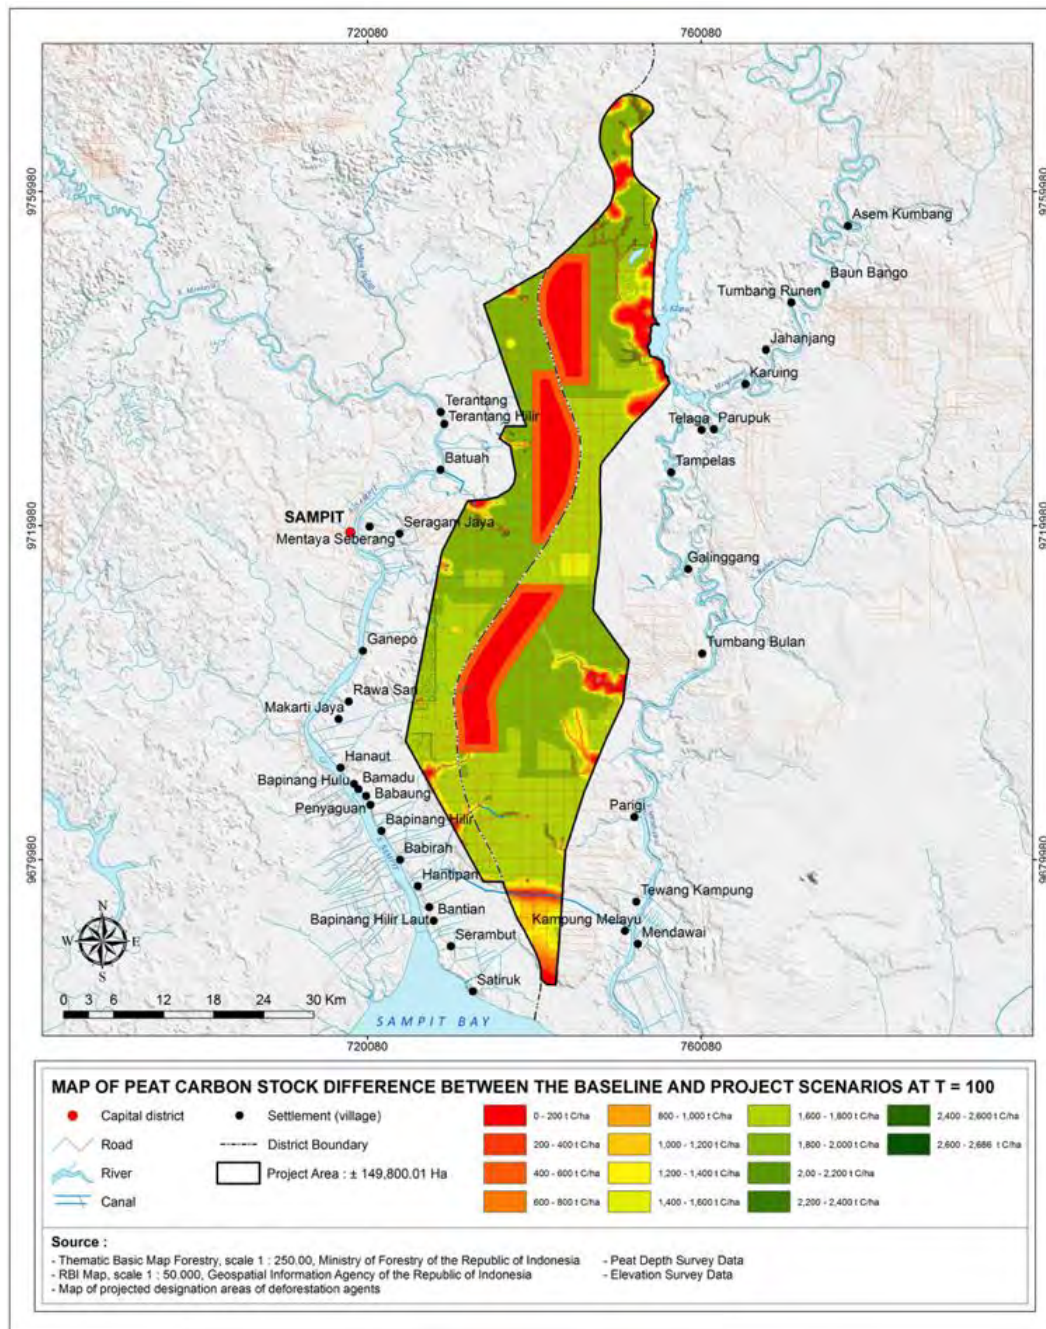 720080 760080
9759980 9759980
Asem Kumbang
Baun Bango
Tumbang Runen
Jahanjang
Karuing
Terantang
Terantang Hilir
Telaga Parupuk
Batuah
Tampelas
SAMPIT
Seragam Jaya
Mentaya Seberang
9719980 9719980
Galinggang
Ganepo
Tumbang Bulan
Rawa Sari
Makarti Jaya
Hanaut
Bapinang Hulu Bamadu
Babaung
Penyaguan
Bapinang Hilir
Parigi
Babirah
9679980 9679980
Hantipan
Tewang Kampung
Bantian
Bapinang Hilir Laut
Kampung Melayu
Mendawai
Serambut
Satiruk
N
W E
S
0 3 6 12 18 24 30 Km
SAMPIT BAY
720080 760080
MAP OF PEAT CARBON STOCK DIFFERENCE BETWEEN THE BASELINE AND PROJECT SCENARIOS AT T = 100
Capital district
Road
River
Canal
Settlement (village)
District Boundary
Project Area : ± 149,800.01 Ha
0 - 200 t C/ha
200 - 400 t C/ha
400 - 600 t C/ha
600 - 800 t C/ha
800 - 1,000 t C/ha
1,000 - 1,200 t C/ha
1,200 - 1,400 t C/ha
1,400 - 1,600 t C/ha
1,600 - 1,800 t C/ha
1,800 - 2,000 t C/ha
2,00 - 2,200 t C/ha
2,200 - 2,400 t C/ha
2,400 - 2,600 t C/ha
2,600 - 2,686 t C/ha
Source :
- Thematic Basic Map Forestry, scale 1 : 250.00, Ministry of Forestry of the Republic of Indonesia
- RBI Map, scale 1 : 50.000, Geospatial Information Agency of the Republic of Indonesia
- Map of projected designation areas of deforestation agents
- Peat Depth Survey Data
- Elevation Survey Data